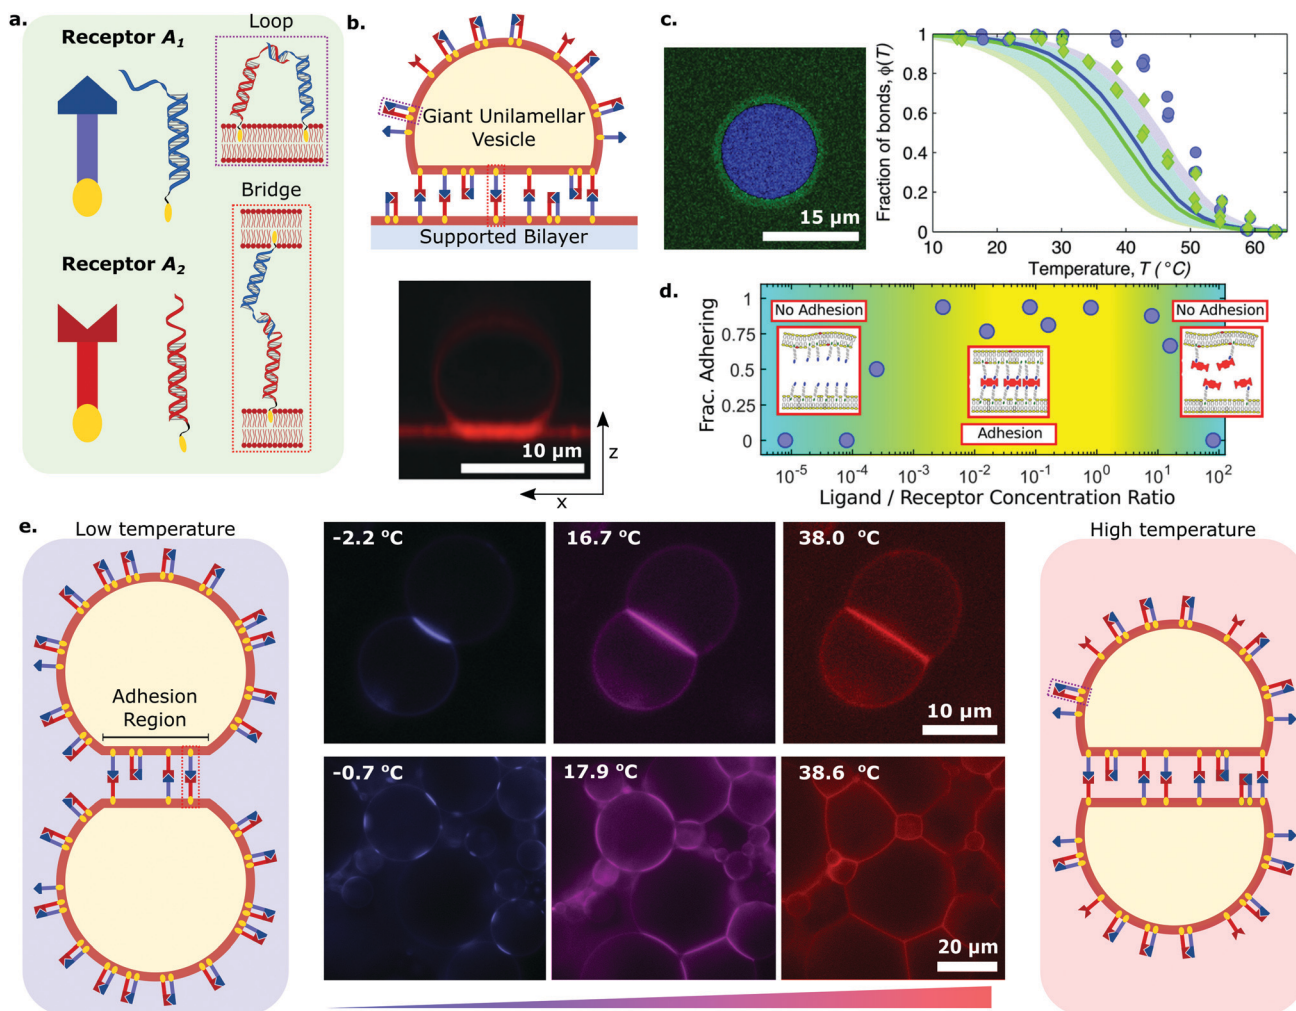 a.
Receptor A1
Loop
Bridge
Receptor A2
b.
Giant Unilamellar
Vesicle
Supported Bilayer
10 µm
z
x
c.
15 µm
Fraction of bonds, ϕ(T)
1
0.8
0.6
0.4
0.2
0
10 20 30 40 50 60
Temperature, T (°C)
d.
Frac. Adhering
1
0.75
0.5
0.25
0
No Adhesion
Adhesion
No Adhesion
10-5 10-4 10-3 10-2 10-1 100 101 102
Ligand / Receptor Concentration Ratio
e.
Low temperature
Adhesion
Region
-2.2 °C
16.7 °C
38.0 °C
10 µm
-0.7 °C
17.9 °C
38.6 °C
20 µm
High temperature